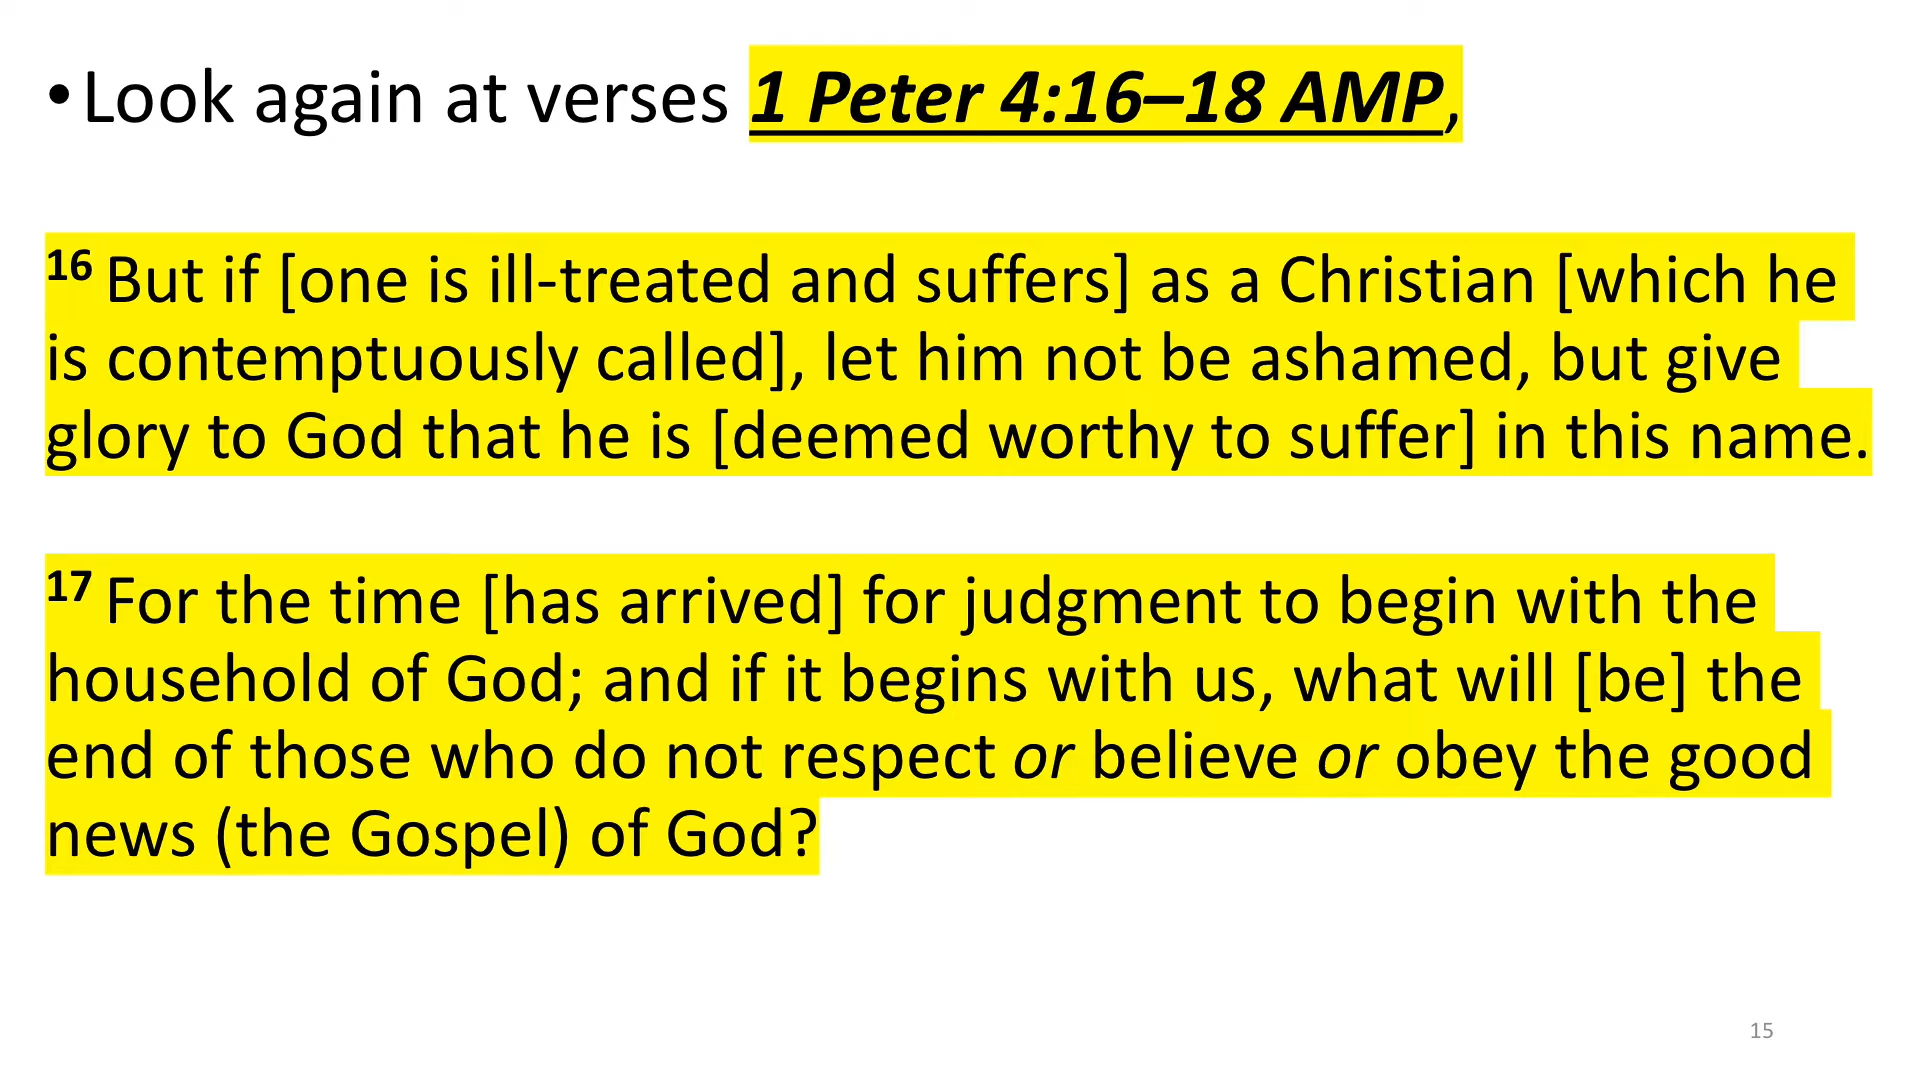 •Look again at verses 1 Peter 4:16–18 AMP,
16 But if [one is ill-treated and suffers] as a Christian [which he
is contemptuously called], let him not be ashamed, but give
glory to God that he is [deemed worthy to suffer] in this name.
17 For the time [has arrived] for judgment to begin with the
household of God; and if it begins with us, what will [be] the
end of those who do not respect or believe or obey the good
news (the Gospel) of God?
15